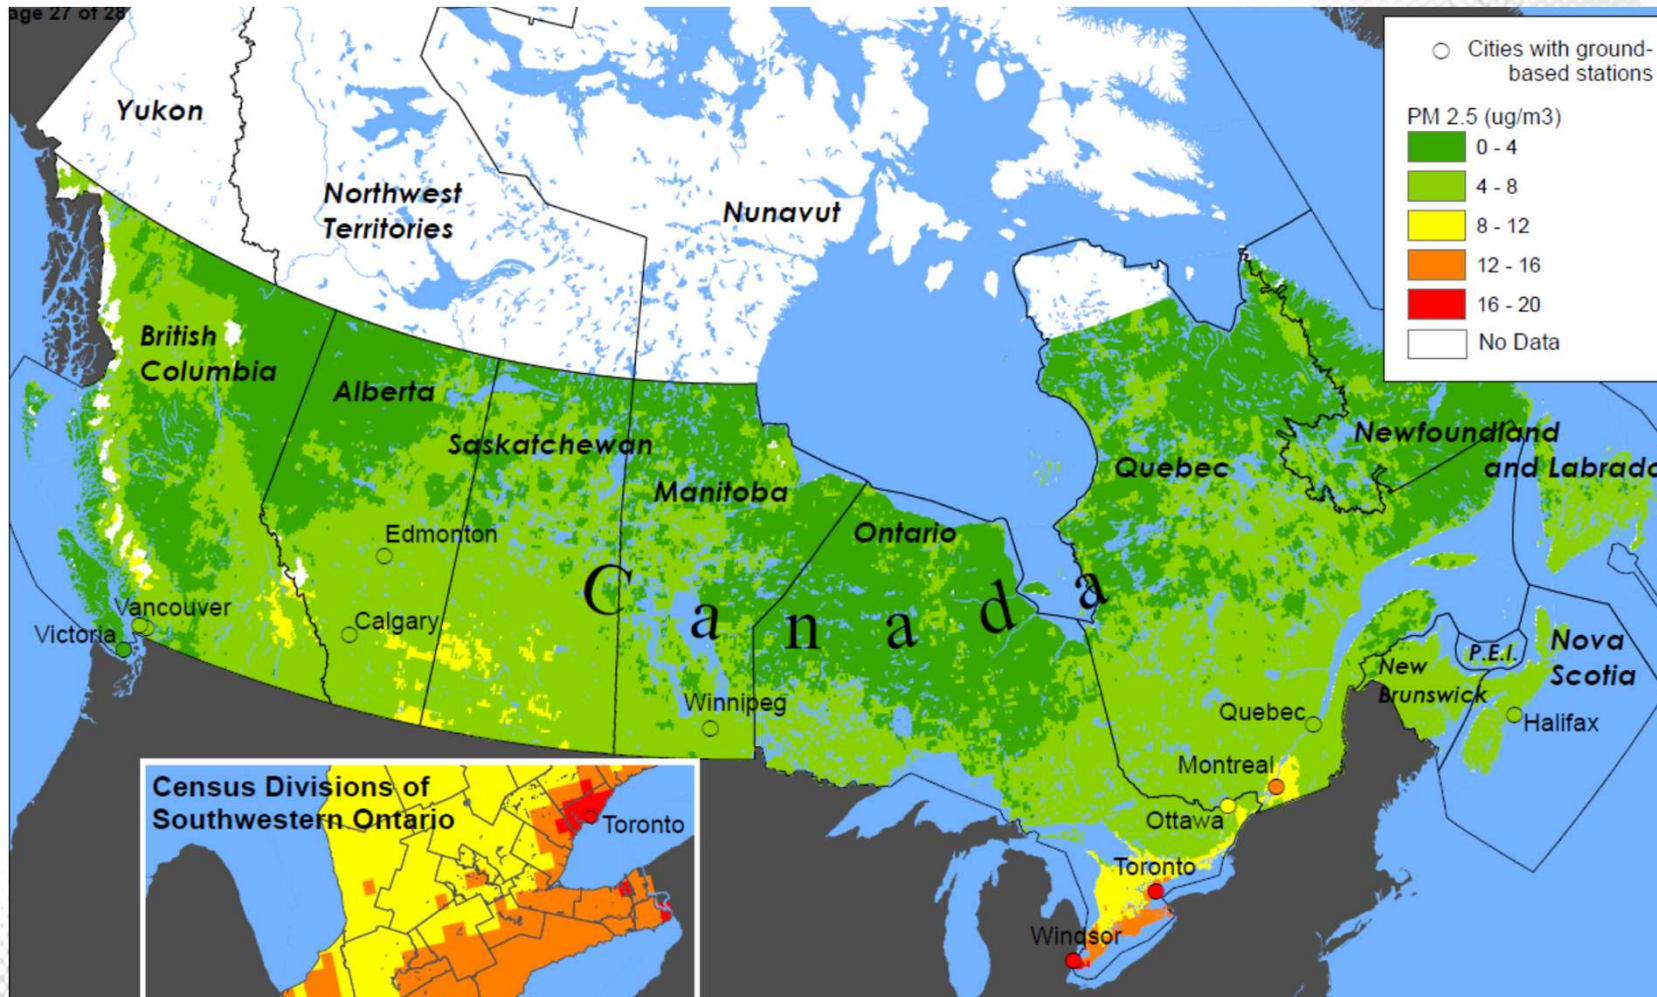 age 27 of 28
Cities with ground-
based stations
PM 2.5 (ug/m3)
0 - 4
4 - 8
8 - 12
12 - 16
16 - 20
No Data
Yukon
Northwest
Territories
Nunavut
British
Columbia
Alberta
Saskatchewan
Manitoba
Ontario
Quebec
Newfoundland
and Labrado
Edmonton
Canada
Vancouver
Calgary
Victoria
Winnipeg
New
Brunswick
P.E.I.
Nova
Scotia
Halifax
Quebec
Montreal
Ottawa
Toronto
Windsor
Census Divisions of
Southwestern Ontario
Toronto